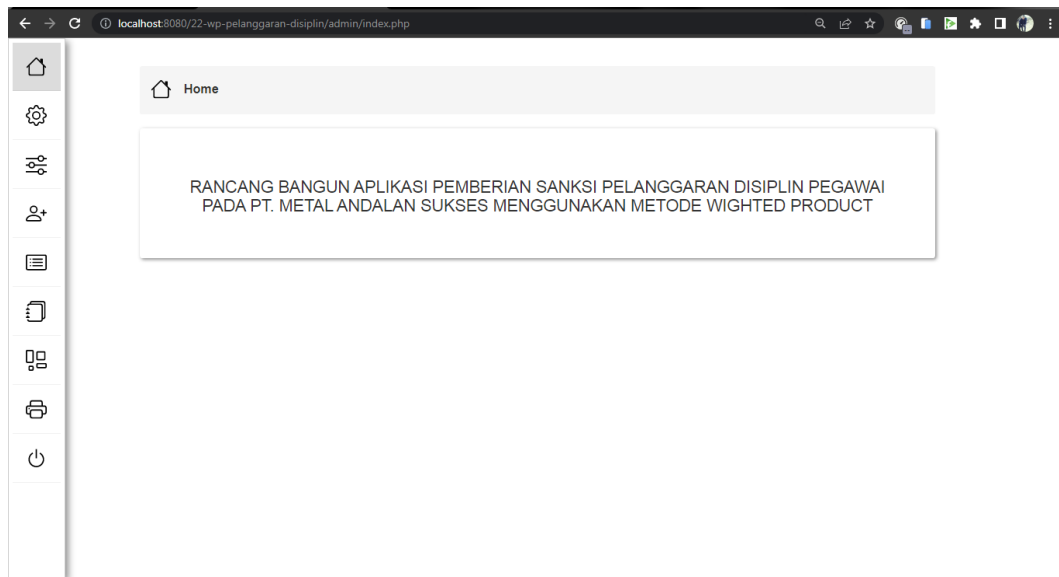 localhost:8080/22-wp-pelanggaran-disiplin/admin/index.php
Home
RANCANG BANGUN APLIKASI PEMBERIAN SANKSI PELANGGARAN DISIPLIN PEGAWAI
PADA PT. METAL ANDALAN SUKSES MENGGUNAKAN METODE WIGHTED PRODUCT